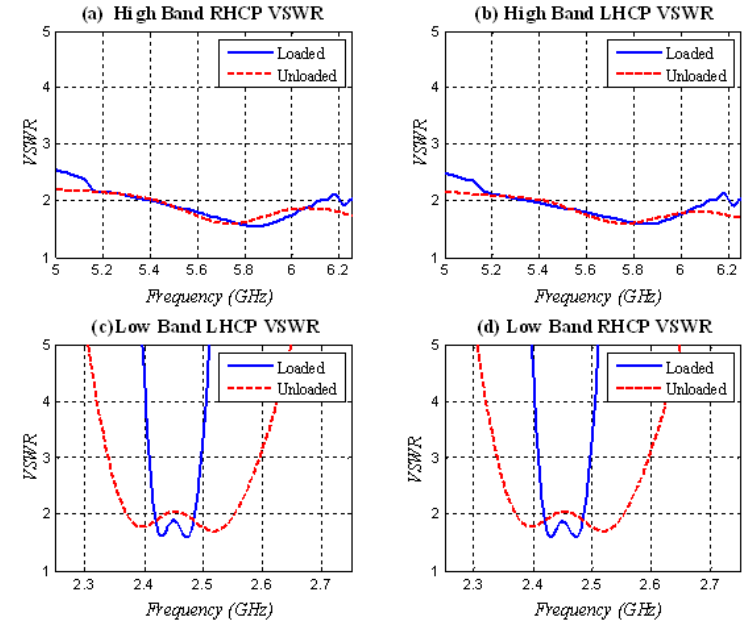 (a)  High Band RHCP VSWR
5
4
3
2
1
VSWR
Loaded
Unloaded
5 5.2 5.4 5.6 5.8 6 6.2
Frequency (GHz)
(b) High Band LHCP VSWR
5
4
3
2
1
VSWR
Loaded
Unloaded
5 5.2 5.4 5.6 5.8 6 6.2
Frequency (GHz)
(c)Low Band LHCP VSWR
5
4
3
2
1
VSWR
Loaded
Unloaded
2.3 2.4 2.5 2.6 2.7
Frequency (GHz)
(d) Low Band RHCP VSWR
5
4
3
2
1
VSWR
Loaded
Unloaded
2.3 2.4 2.5 2.6 2.7
Frequency (GHz)